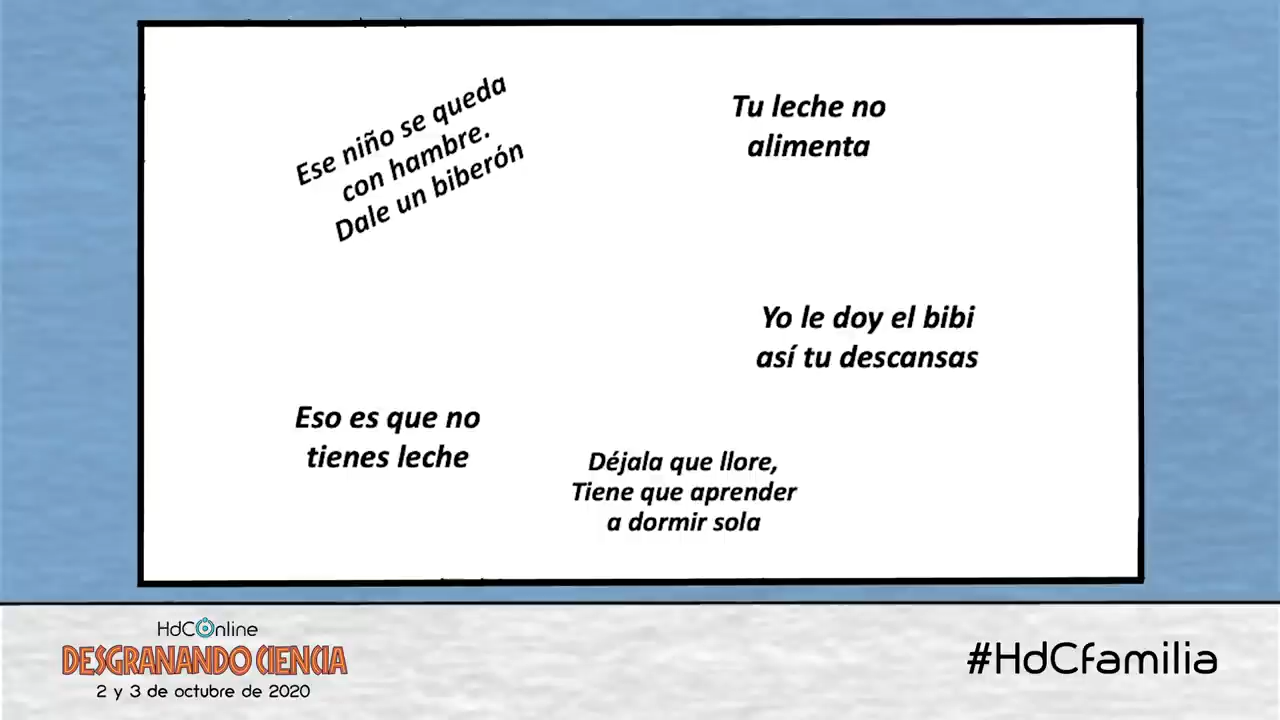 Ese niño se queda
con hambre.
Dale un biberón
Tu leche no
alimenta
Yo le doy el bibi
así tu descansas
Eso es que no
tienes leche
Déjala que llore,
Tiene que aprender
a dormir sola
HdCOnline
DESGRANANDO CIENCIA
2 y 3 de octubre de 2020
#HdCfamilia